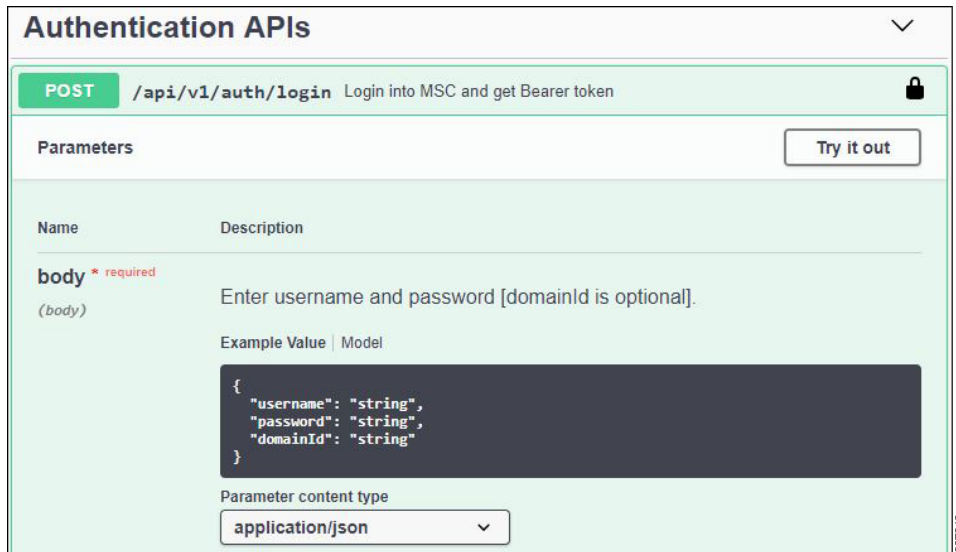 Authentication APIs
POST /api/v1/auth/login Login into MSC and get Bearer token
Parameters Try it out
Name Description
body * required
(body)
Enter username and password [domainId is optional].
Example Value | Model
{
"username": "string",
"password": "string",
"domainId": "string"
}
Parameter content type
application/json